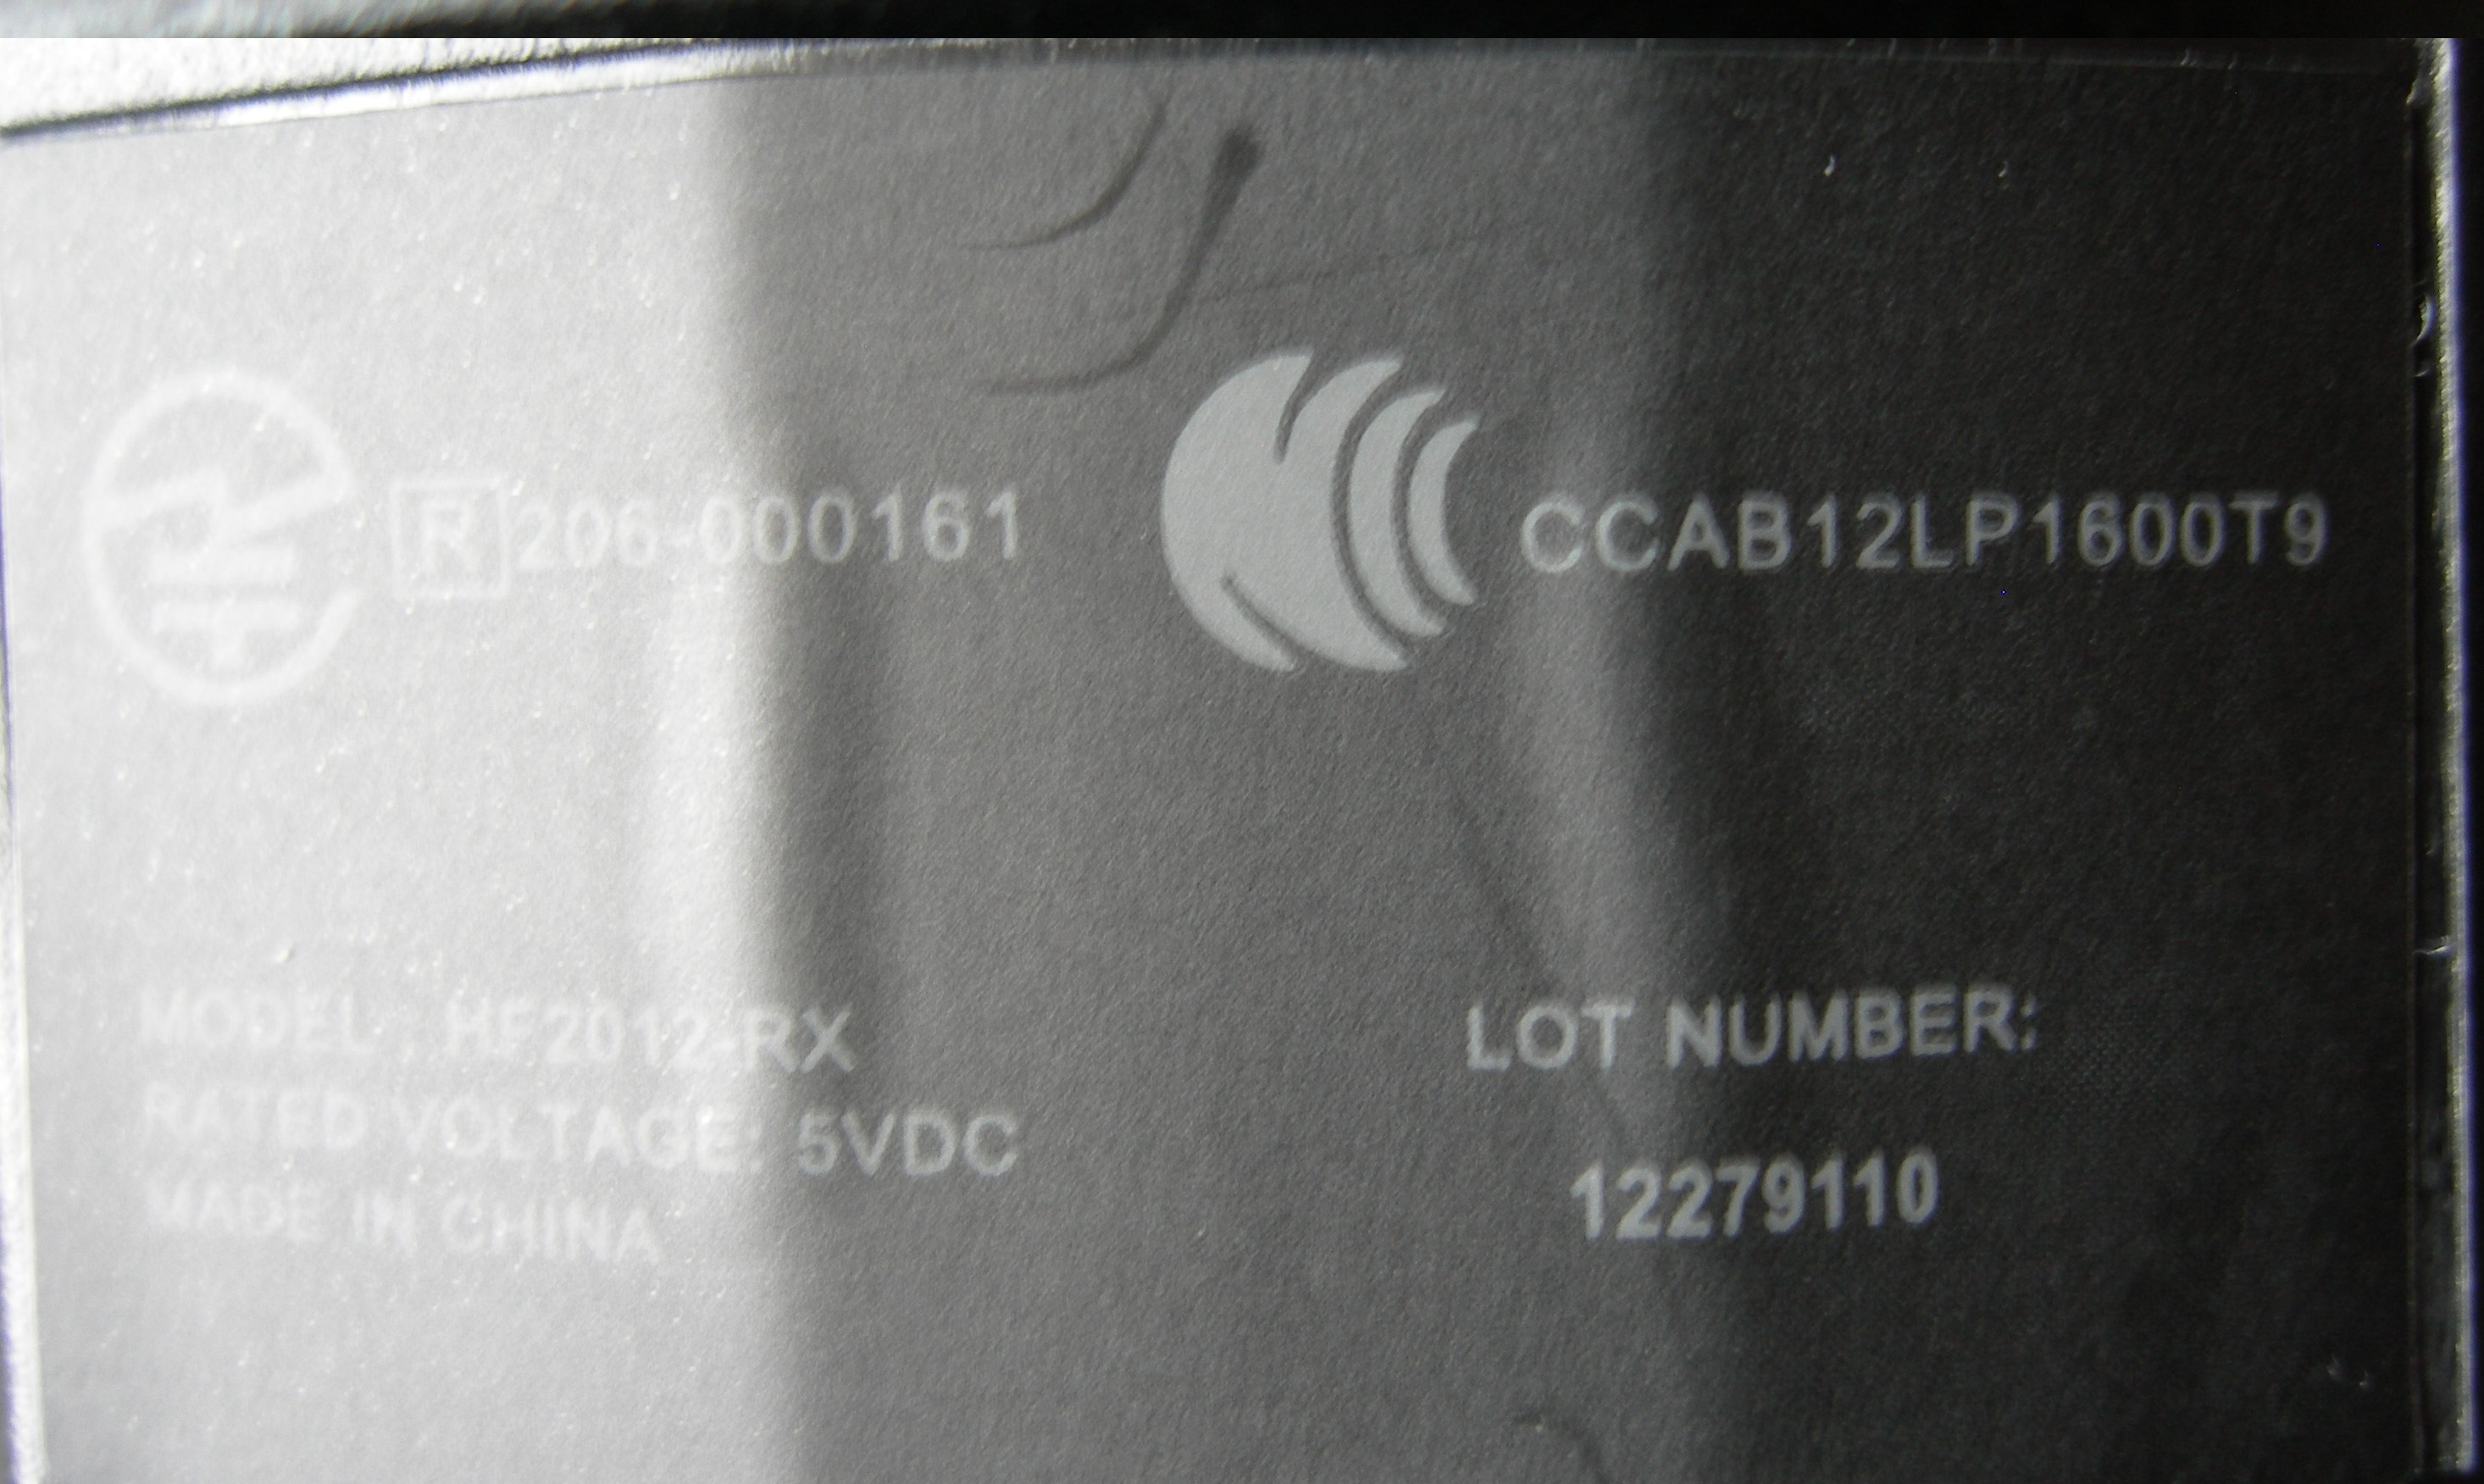 R 206-000161 CCAB12LP1600T9
MODEL : HF2012-RX
RATED VOLTAGE: 5VDC
MADE IN CHINA
LOT NUMBER:
12279110